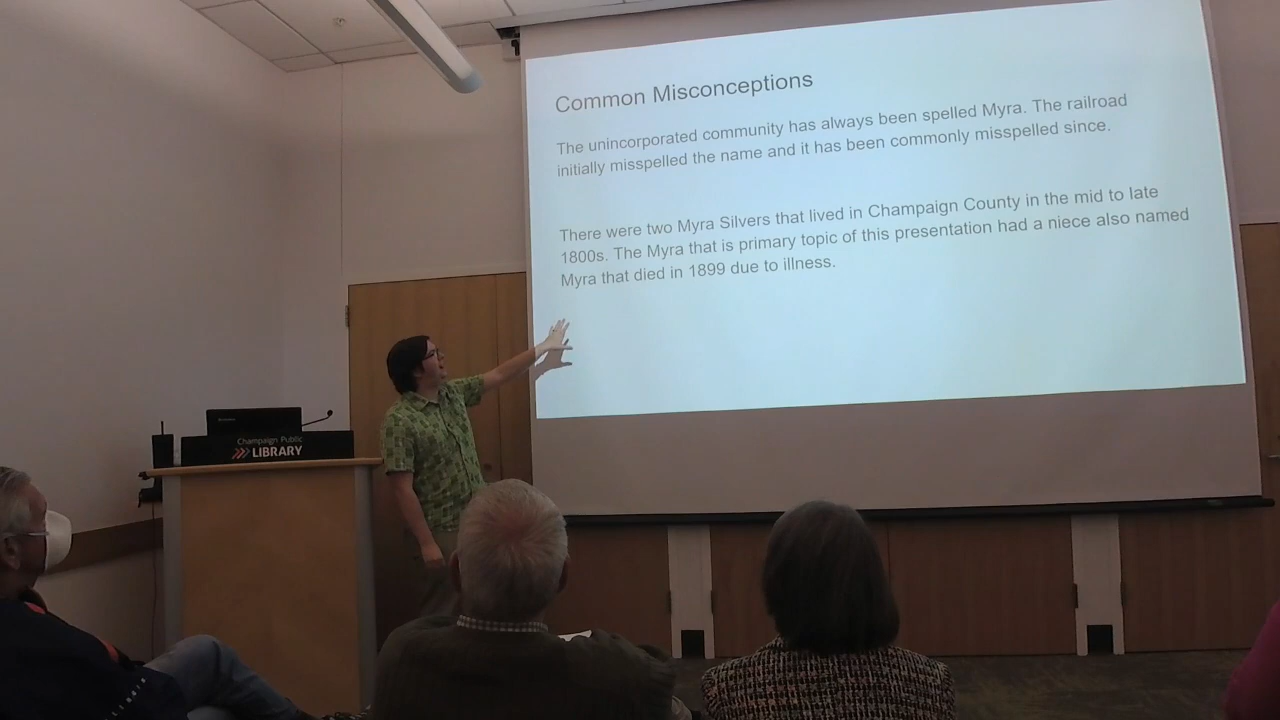 Common Misconceptions
The unincorporated community has always been spelled Myra. The railroad
initially misspelled the name and it has been commonly misspelled since.
There were two Myra Silvers that lived in Champaign County in the mid to late
1800s. The Myra that is primary topic of this presentation had a niece also named
Myra that died in 1899 due to illness.
Champaign Public
LIBRARY